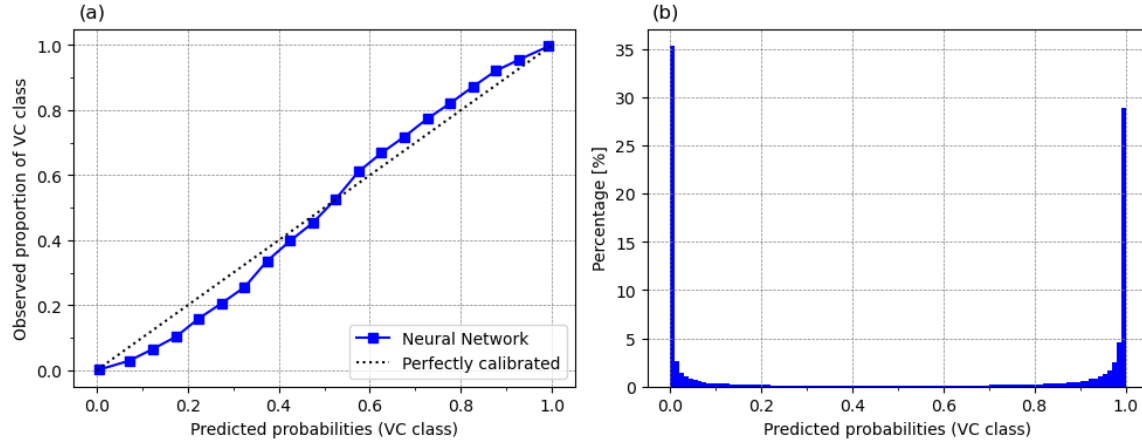 (a)
Observed proportion of VC class
1.0
0.8
0.6
0.4
0.2
0.0
0.0 0.2 0.4 0.6 0.8 1.0
Predicted probabilities (VC class)
Neural Network
Perfectly calibrated
(b)
Percentage [%]
35
30
25
20
15
10
5
0
0.0 0.2 0.4 0.6 0.8 1.0
Predicted probabilities (VC class)